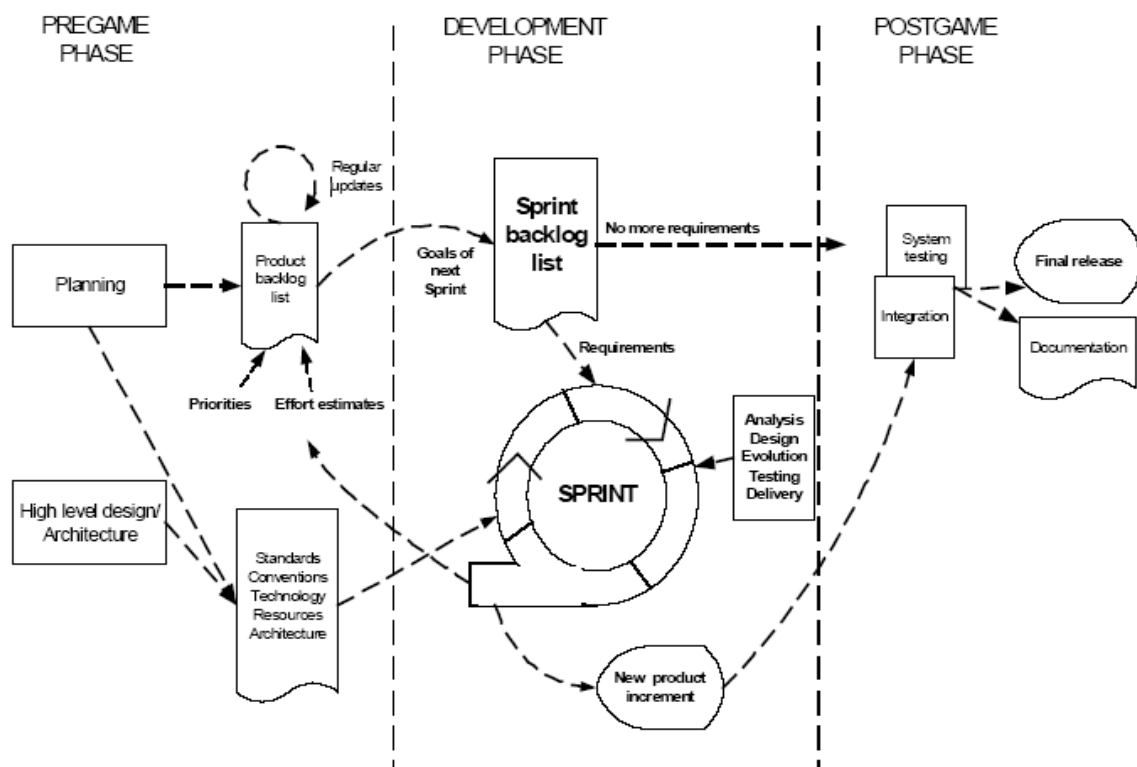 PREGAME
PHASE
DEVELOPMENT
PHASE
POSTGAME
PHASE
Regular
updates
Planning
Product
backlog
list
Goals of
next
Sprint
Sprint
backlog
list
No more requirements
System
testing
Final release
Integration
Documentation
Priorities
Effort estimates
Requirements
Analysis
Design
Evolution
Testing
Delivery
SPRINT
High level design/
Architecture
Standards
Conventions
Technology
Resources
Architecture
New product
increment